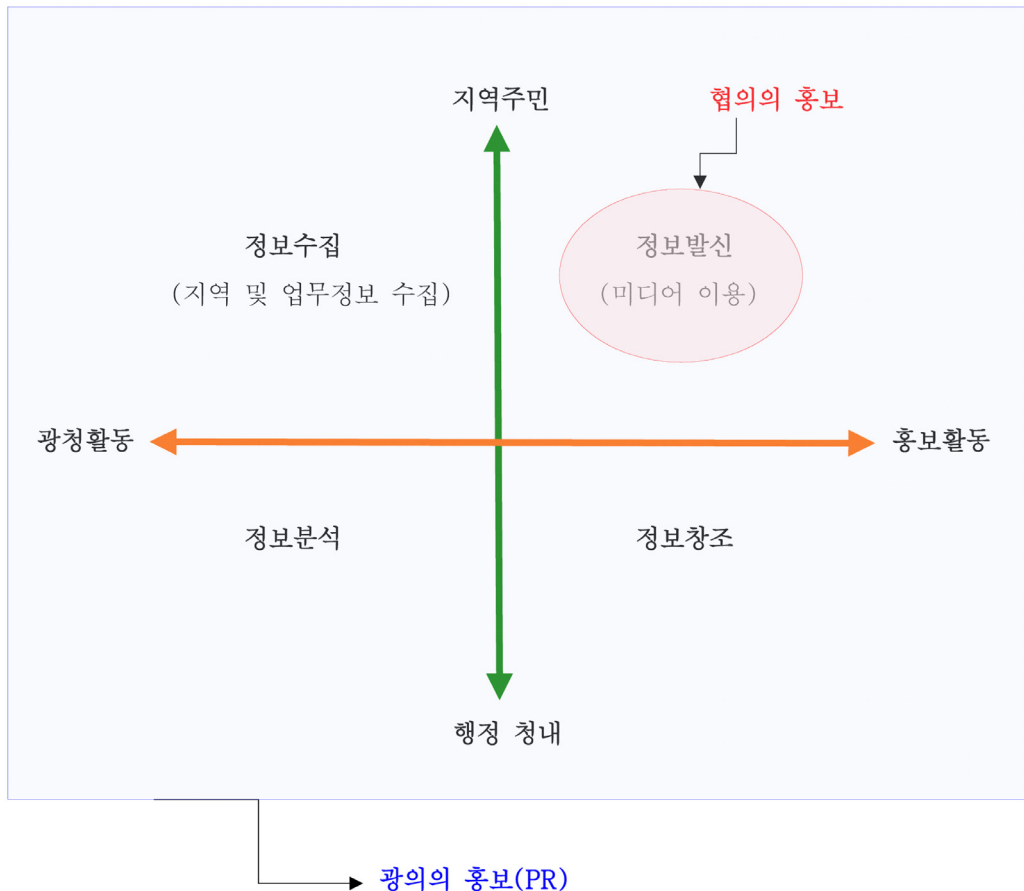 지역주민
협의의 홍보
정보수집
(지역 및 업무정보 수집)
정보발신
(미디어 이용)
광청활동
홍보활동
정보분석
정보창조
행정 청내
광의의 홍보(PR)